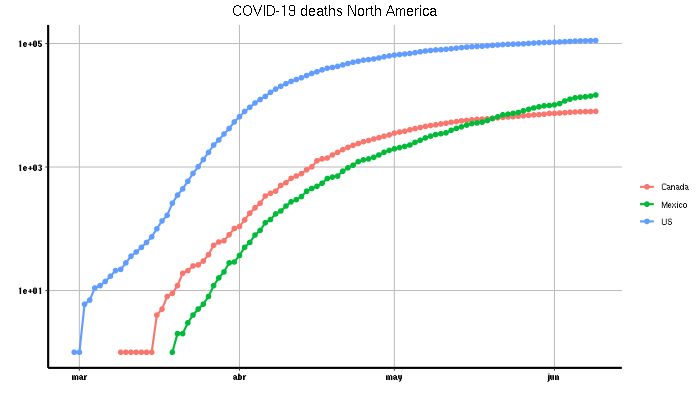 COVID-19 deaths North America
1e+05
1e+03
1e+01
mar
abr
may
jun
Canada
Mexico
US